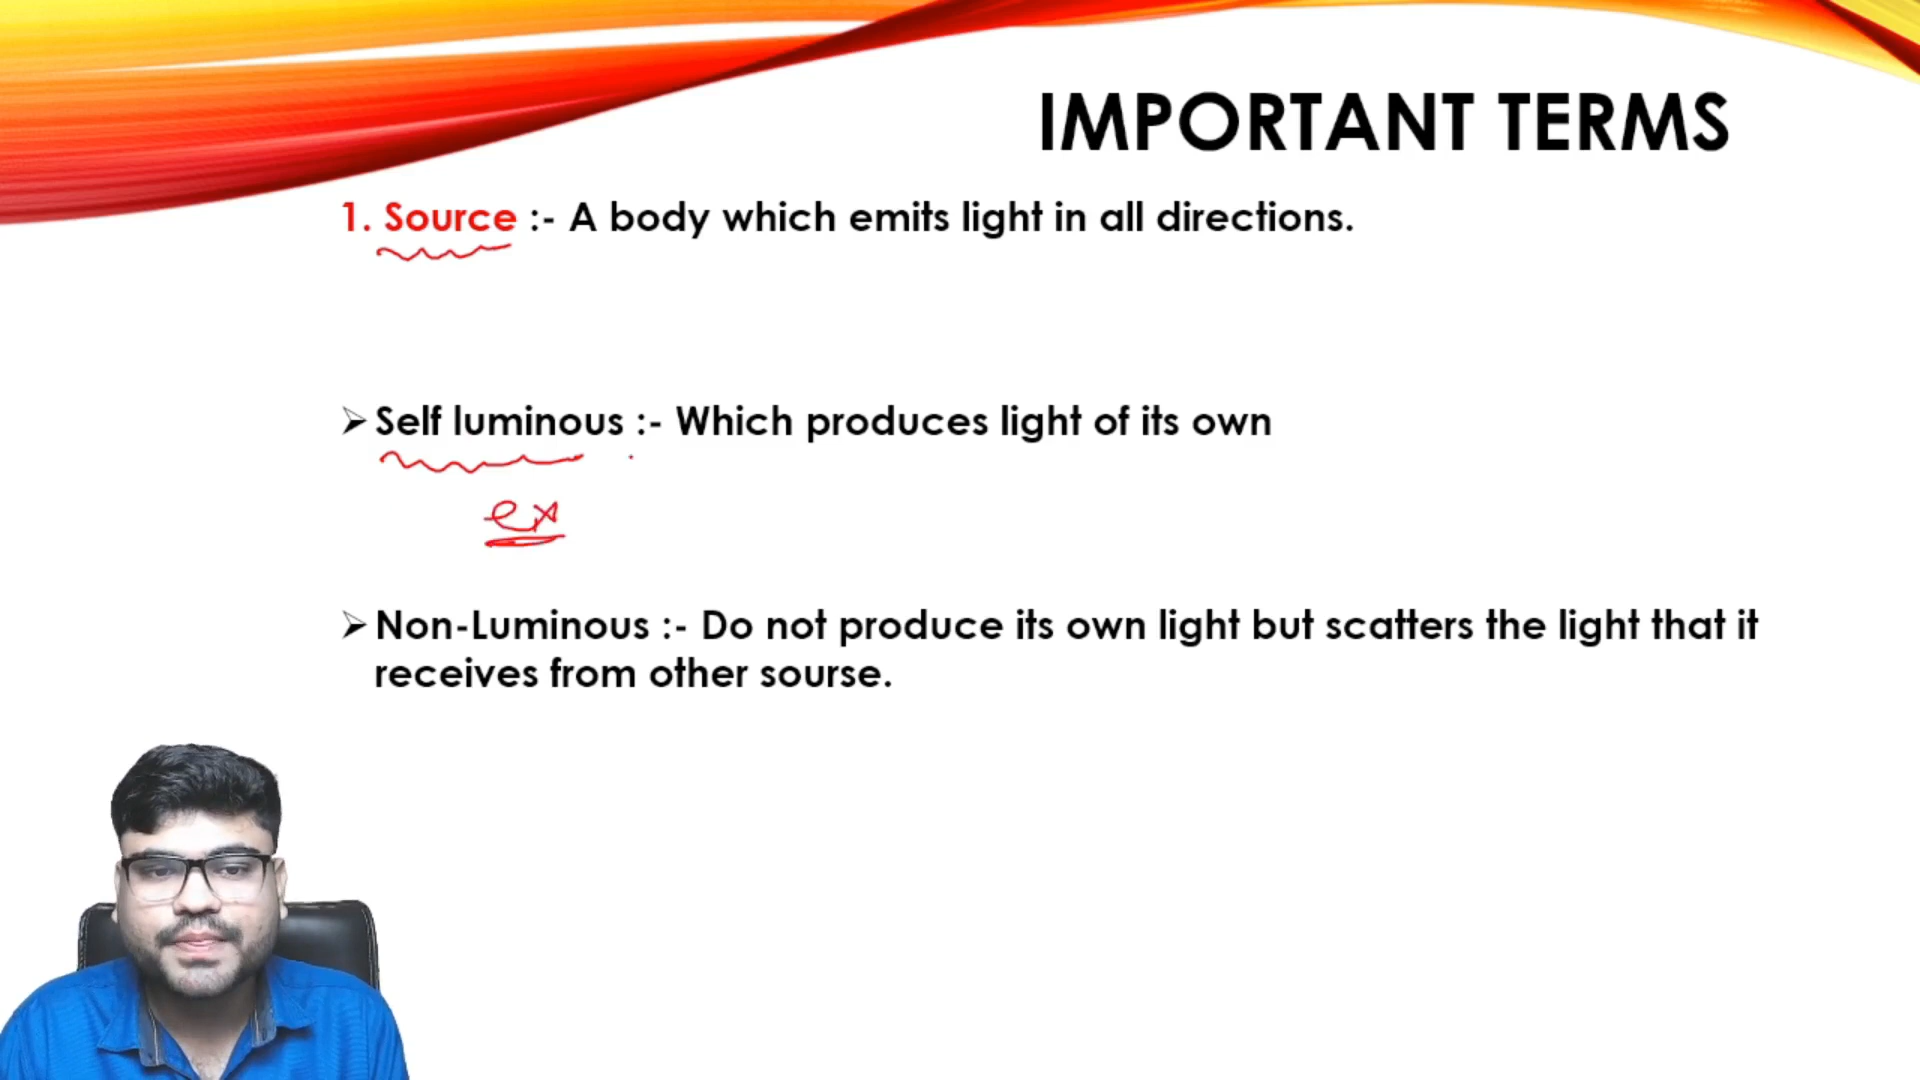 IMPORTANT TERMS
1. Source :- A body which emits light in all directions.
Self luminous :- Which produces light of its own
ex
Non-Luminous :- Do not produce its own light but scatters the light that it
receives from other sourse.